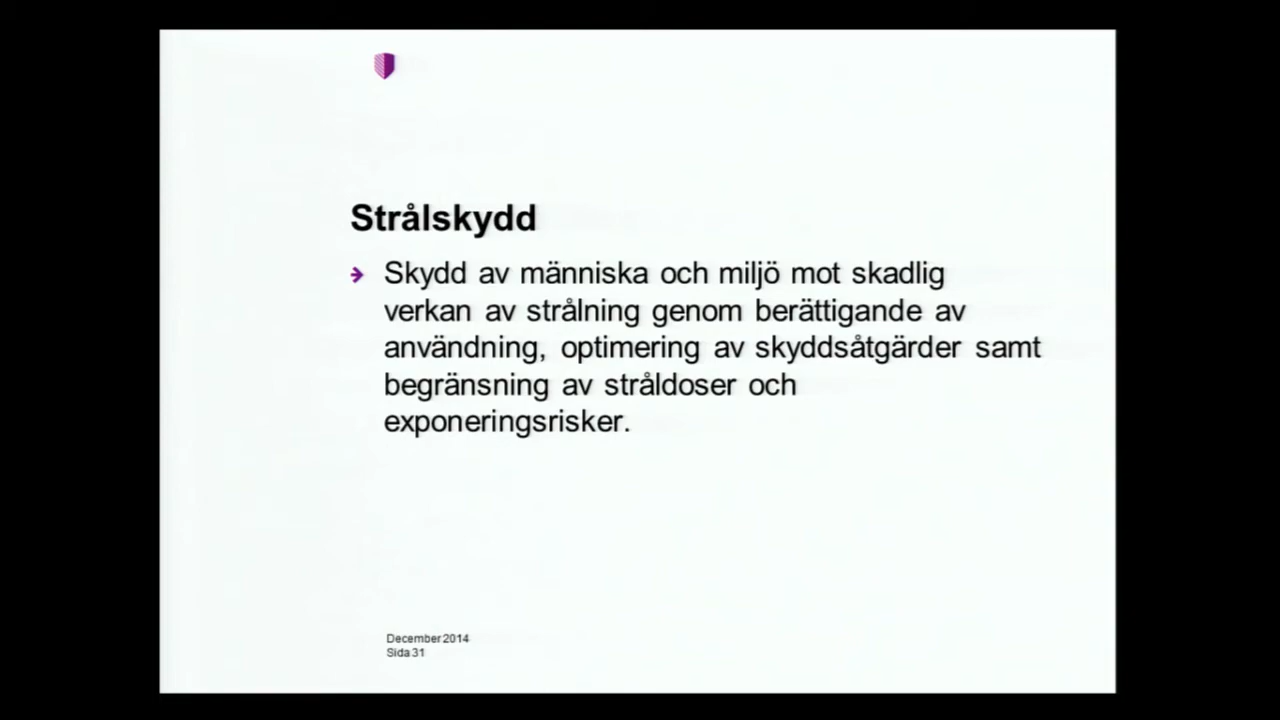 Strålskydd
Skydd av människa och miljö mot skadlig
verkan av strålning genom berättigande av
användning, optimering av skyddsåtgärder samt
begränsning av stråldoser och
exponeringsrisker.
December 2014
Sida 31